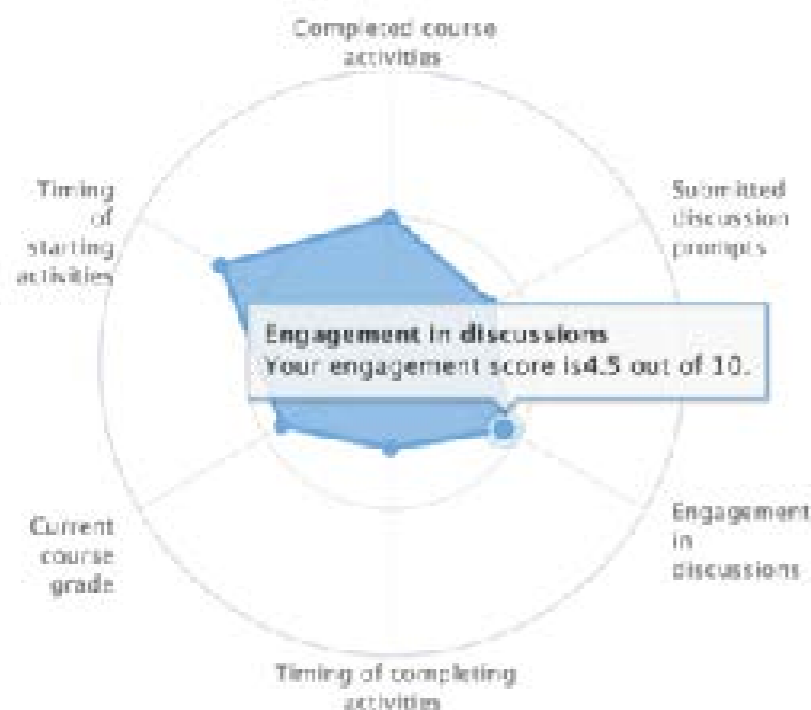 Completed course
activities
Timing
of
starting
activities
Submitted
discussion
prompts
Engagement in discussions
Your engagement score is4.5 out of 10.
Current
course
grade
Engagement
in
discussions
Timing of completing
activities